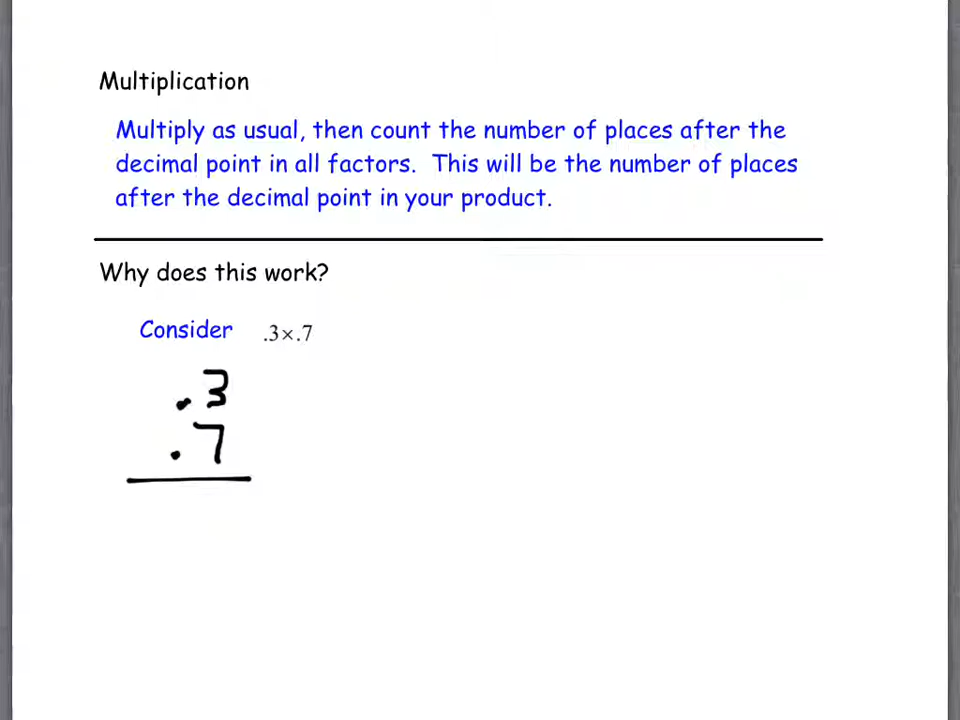 Multiplication
Multiply as usual, then count the number of places after the
decimal point in all factors. This will be the number of places
after the decimal point in your product.
Why does this work?
Consider .3×.7
.3
.7